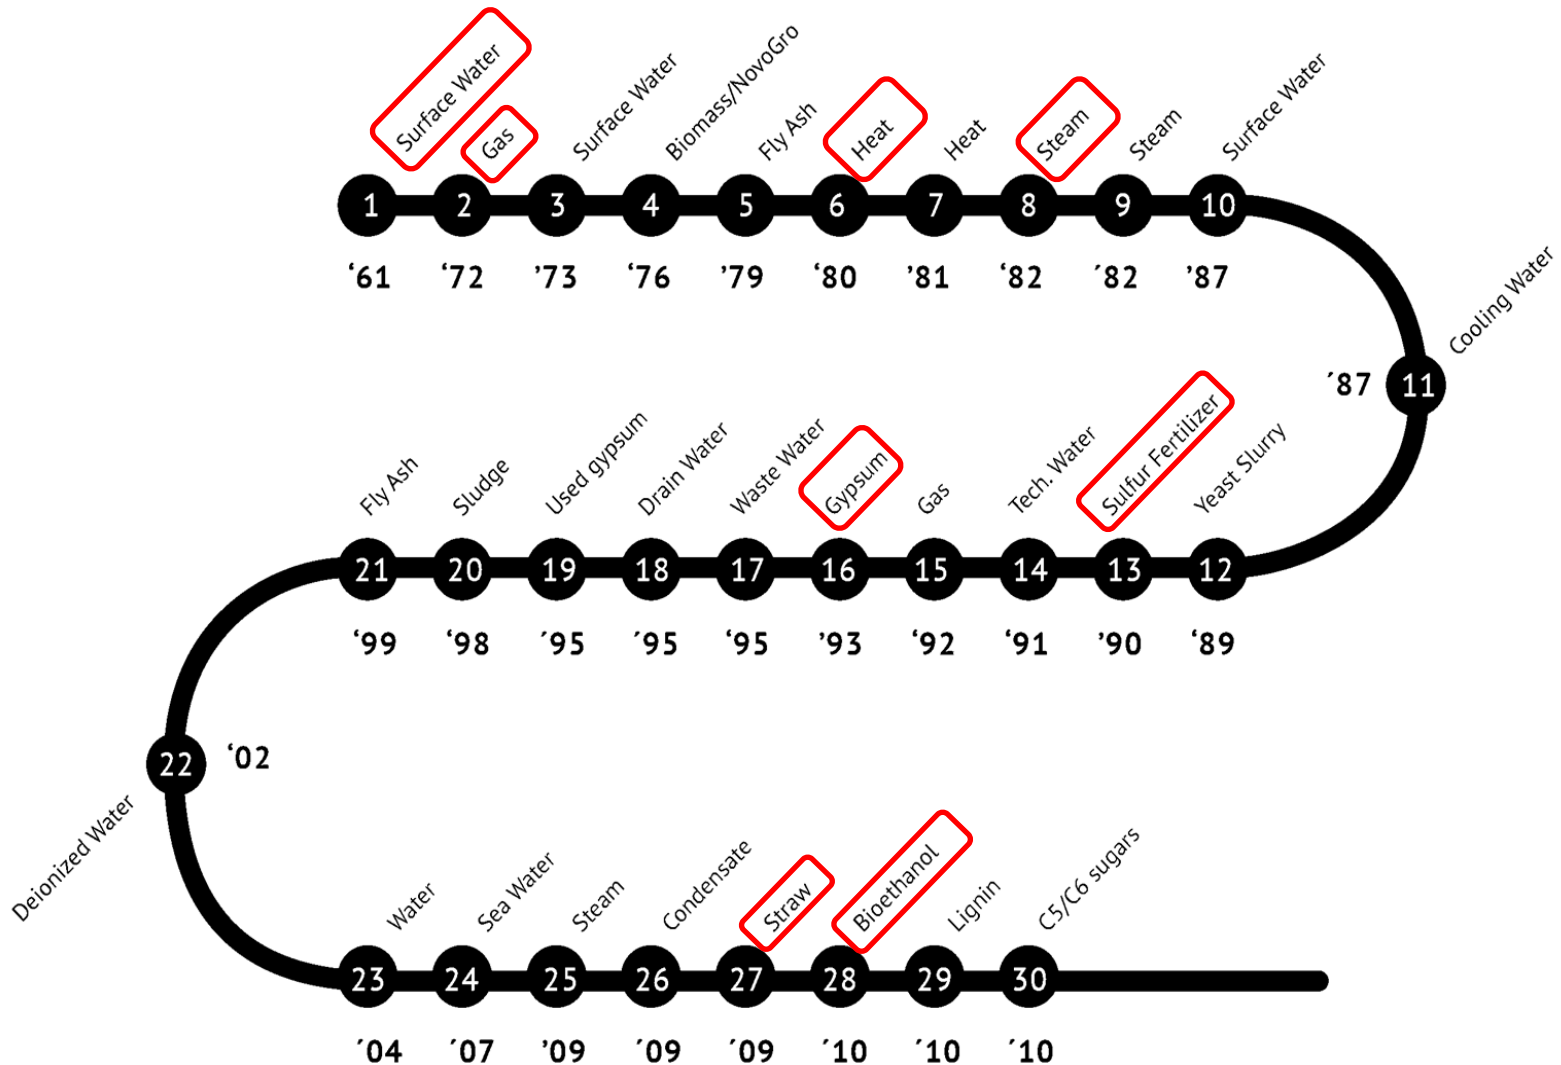 Surface Water
Gas
Surface Water
Biomass/NovoGro
Fly Ash
Heat
Heat
Steam
Steam
Surface Water
1 2 3 4 5 6 7 8 9 10
‘61 ‘72 ’73 ‘76 ’79 ‘80 ’81 ‘82 ´82 ’87
Cooling Water
´87 11
Fly Ash
Sludge
Used gypsum
Drain Water
Waste Water
Gypsum
Gas
Tech. Water
Sulfur Fertilizer
Yeast Slurry
21 20 19 18 17 16 15 14 13 12
‘99 ‘98 ´95 ´95 ‘95 ’93 ‘92 ‘91 ’90 ‘89
22 ‘02
Deionized Water
Water
Sea Water
Steam
Condensate
Straw
Bioethanol
Lignin
C5/C6 sugars
23 24 25 26 27 28 29 30
´04 ´07 ’09 ´09 ´09 ´10 ´10 ´10